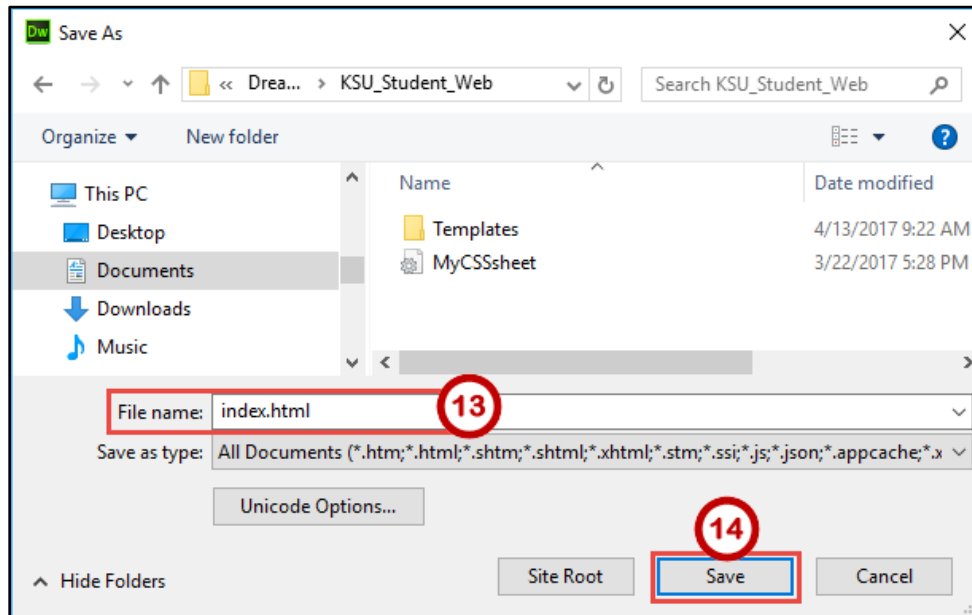 Dw Save As
« Drea... › KSU_Student_Web Search KSU_Student_Web
Organize New folder ?
Name Date modified
This PC
Desktop
Documents
Downloads
Music
Templates 4/13/2017 9:22 AM
MyCSSsheet 3/22/2017 5:28 PM
File name: index.html 13
Save as type: All Documents (*.htm;*.html;*.shtm;*.shtml;*.xhtml;*.stm;*.ssi;*.js;*.json;*.appcache;*.x
Unicode Options...
14
Hide Folders Site Root Save Cancel